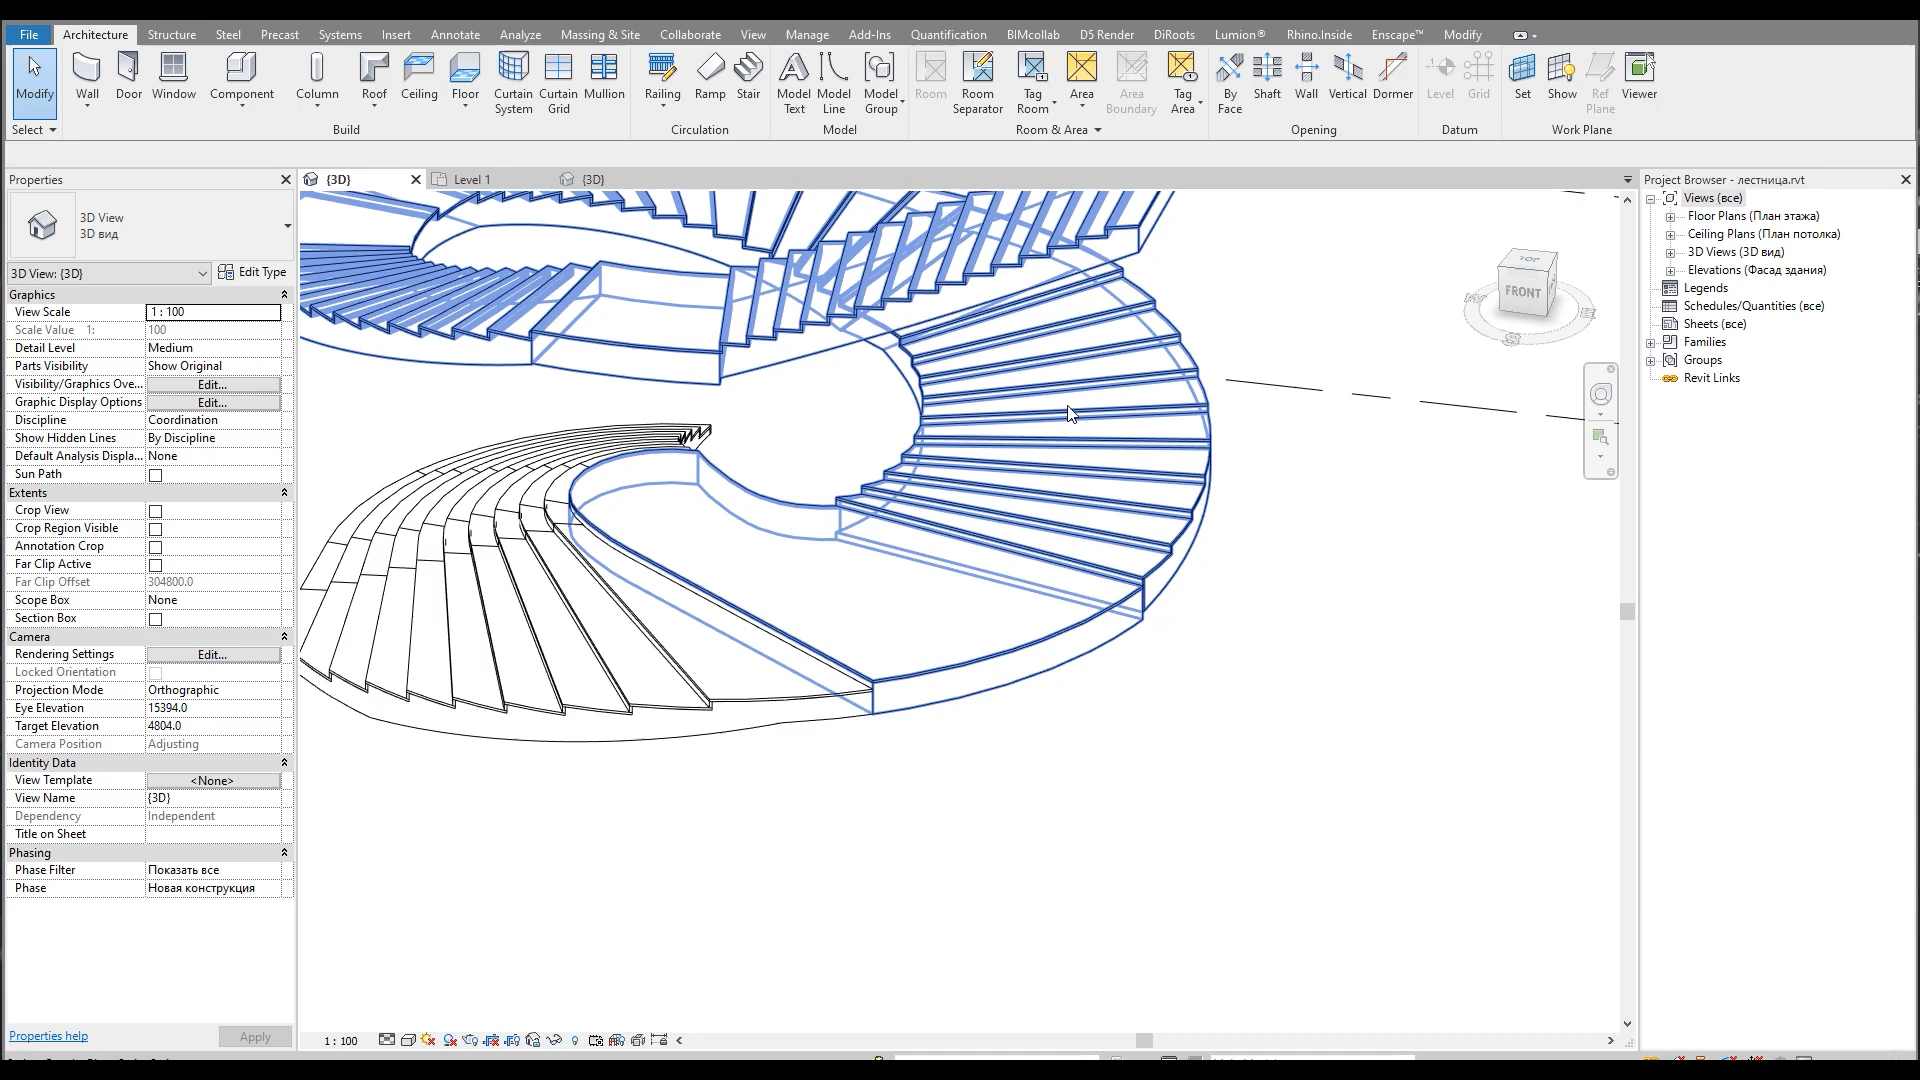 File Architecture Structure Steel Precast Systems Insert Annotate Analyze Massing & Site Collaborate View Manage Add-Ins Quantification BIMcollab D5 Render DiRoots Lumion® Rhino.Inside Enscape™ Modify
Modify Wall Door Window Component Column Roof Ceiling Floor Curtain System Curtain Grid Mullion Railing Ramp Stair Model Text Model Line Model Group Room Room Separator Tag Room Area Area Boundary Tag Area By Face Shaft Wall Vertical Dormer Level Grid Set Show Ref Plane Viewer
Select Build Circulation Model Room & Area Opening Datum Work Plane
Properties
{3D} Level 1 {3D}
Project Browser - лестница.rvt
3D View
3D вид
3D View: {3D} Edit Type
Graphics
View Scale 1 : 100
Scale Value 1: 100
Detail Level Medium
Parts Visibility Show Original
Visibility/Graphics Ove... Edit...
Graphic Display Options Edit...
Discipline Coordination
Show Hidden Lines By Discipline
Default Analysis Displa... None
Sun Path
Extents
Crop View
Crop Region Visible
Annotation Crop
Far Clip Active
Far Clip Offset 304800.0
Scope Box None
Section Box
Camera
Rendering Settings Edit...
Locked Orientation
Projection Mode Orthographic
Eye Elevation 15394.0
Target Elevation 4804.0
Camera Position Adjusting
Identity Data
View Template <None>
View Name {3D}
Dependency Independent
Title on Sheet
Phasing
Phase Filter Показать все
Phase Новая конструкция
Properties help Apply
TOP
FRONT
Views (все)
Floor Plans (План этажа)
Ceiling Plans (План потолка)
3D Views (3D вид)
Elevations (Фасад здания)
Legends
Schedules/Quantities (все)
Sheets (все)
Families
Groups
Revit Links
1 : 100